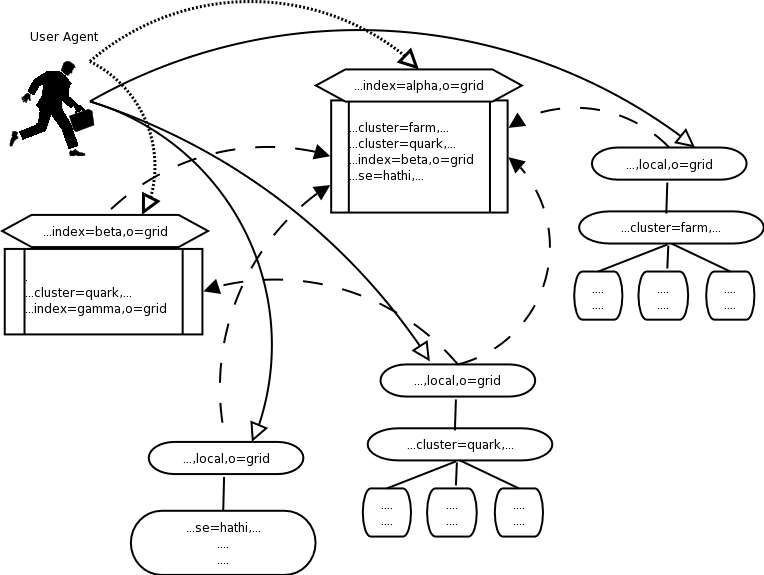 User Agent
...index=alpha,o=grid
...cluster=farm,...
...cluster=quark,...
...index=beta,o=grid
...se=hathi,...
...,local,o=grid
...cluster=farm,...
....
....
....
....
....
....
...index=beta,o=grid
.
...cluster=quark,...
...index=gamma,o=grid
...,local,o=grid
...cluster=quark,...
....
....
....
....
....
....
...,local,o=grid
...se=hathi,...
....
....